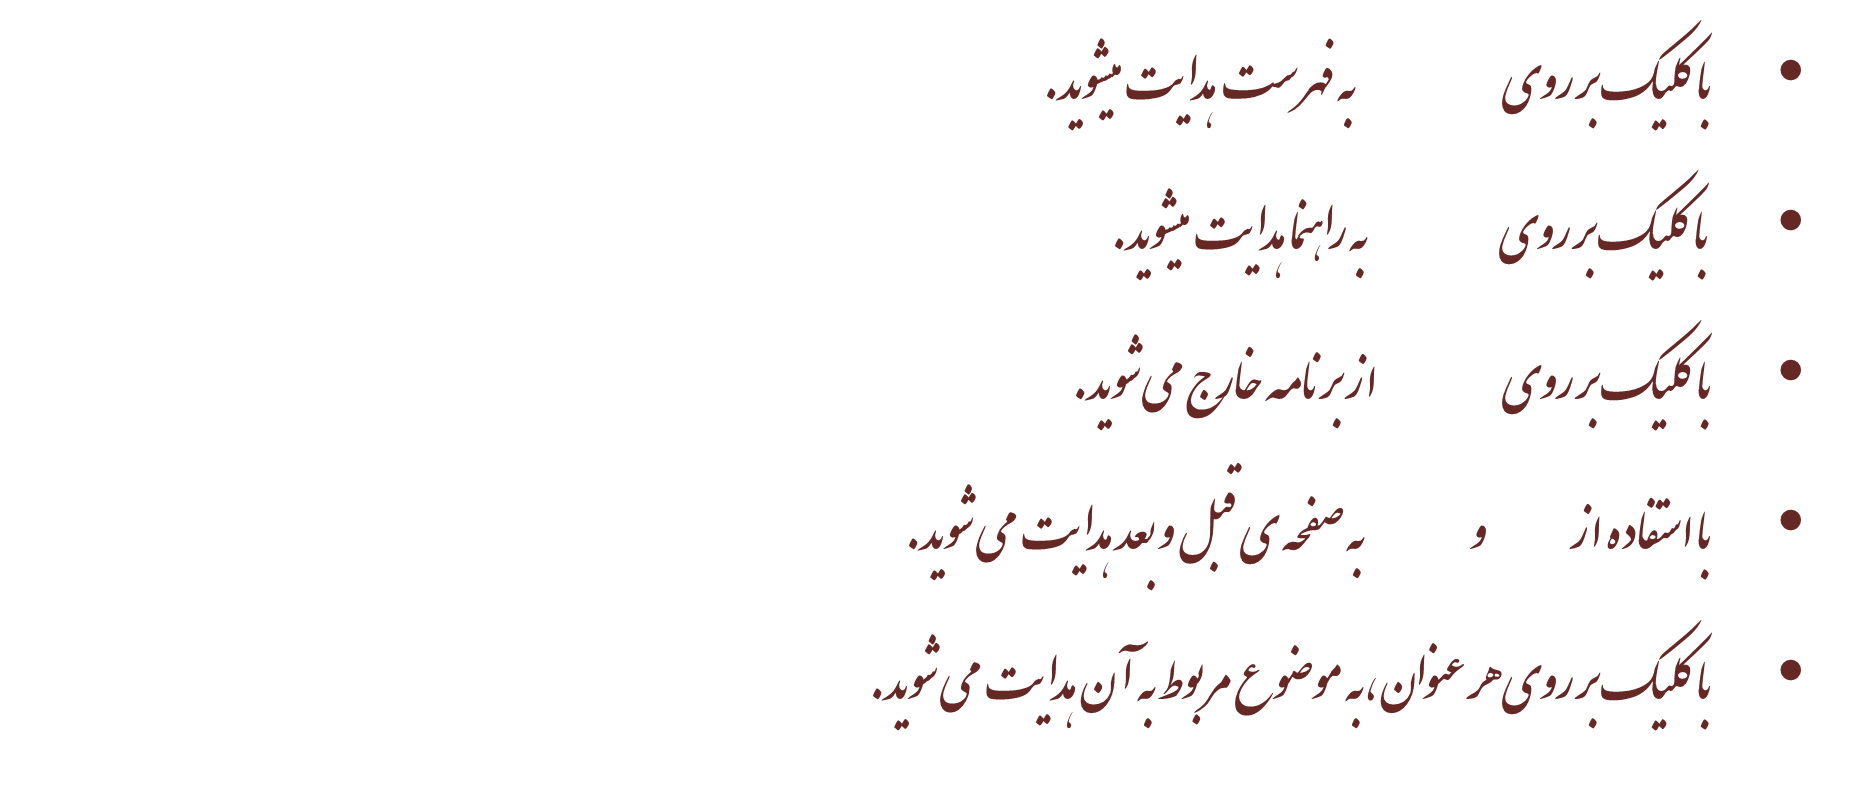 • با کلیک بر روی به فهرست هدایت میشوید.
• با کلیک بر روی به راهنما هدایت میشوید.
• با کلیک بر روی از برنامه خارج می شوید.
• با استفاده از و به صفحه ی قبل و بعد هدایت می شوید.
• با کلیک بر روی هر عنوان، به موضوع مربوط به آن هدایت می شوید.